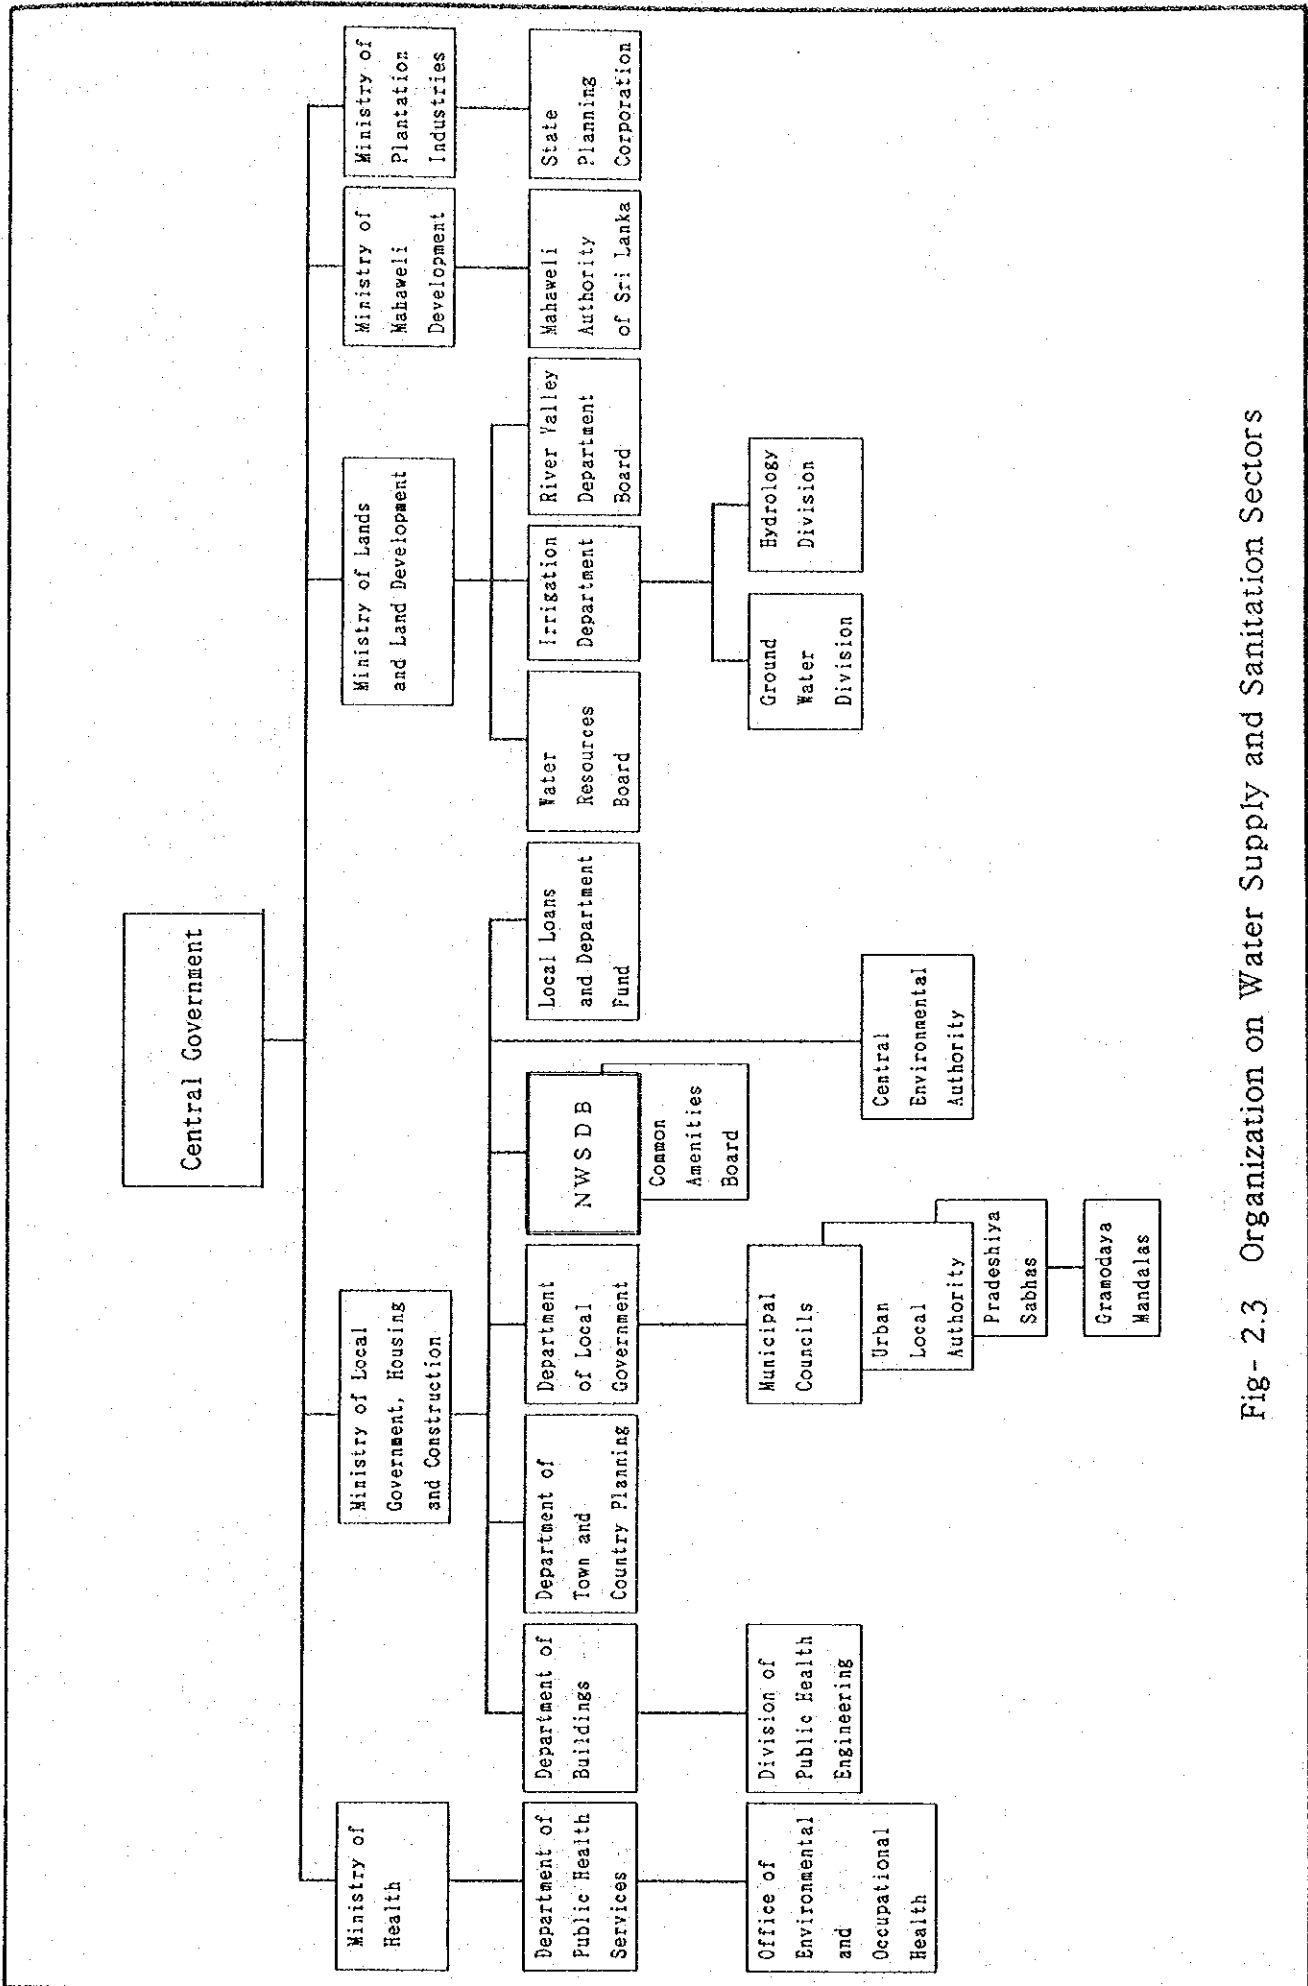 Central Government
Ministry of
Health
Ministry of Local
Government, Housing
and Construction
Ministry of Lands
and Land Development
Ministry of
Mahaweli
Development
Ministry of
Plantation
Industries
Department of
Public Health
Services
Department of
Buildings
Department of
Town and
Country Planning
Department
of Local
Government
NWSDB
Common
Amenities
Board
Local Loans
and Department
Fund
Water
Resources
Board
Irrigation
Department
River Valley
Department
Board
Mahaweli
Authority
of Sri Lanka
State
Planning
Corporation
Office of
Environmental
and
Occupational
Health
Division of
Public Health
Engineering
Municipal
Councils
Urban
Local
Authority
Pradeshiya
Sabhas
Gramodaya
Mandalas
Central
Environmental
Authority
Ground
Water
Division
Hydrology
Division
Fig- 2.3 Organization on Water Supply and Sanitation Sectors